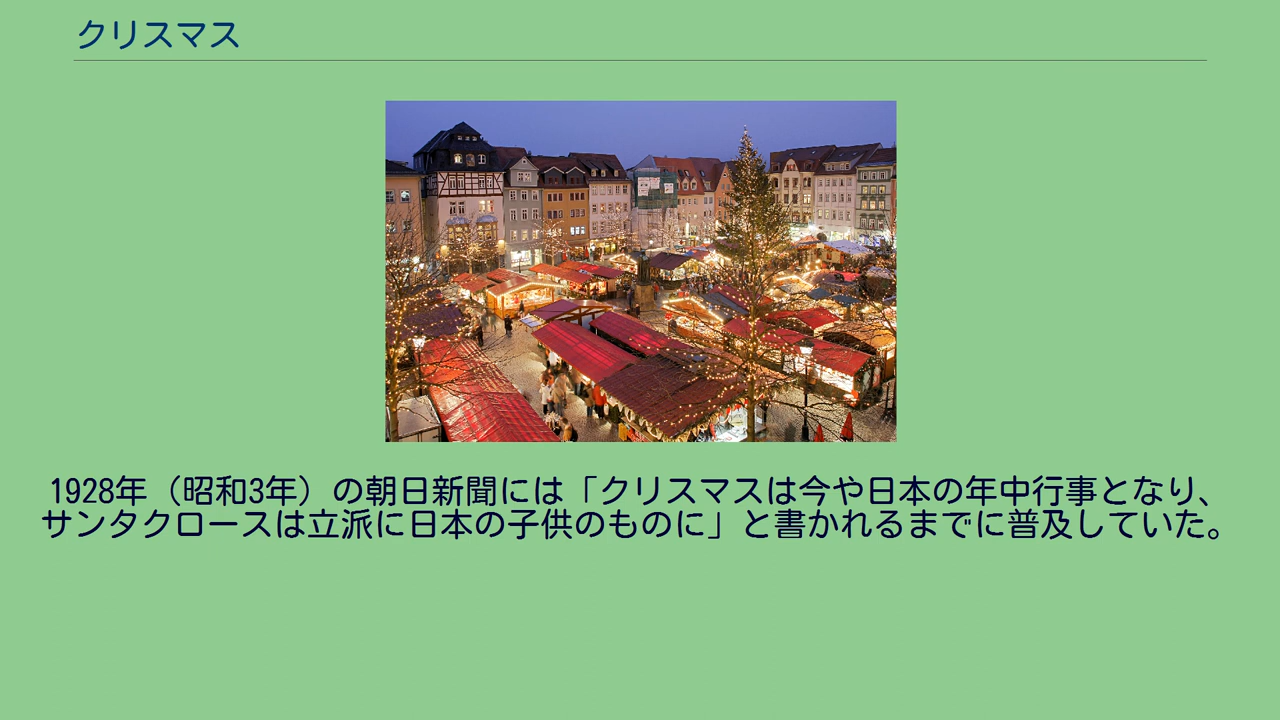 クリスマス
1928年（昭和3年）の朝日新聞には「クリスマスは今や日本の年中行事となり、
サンタクロースは立派に日本の子供のものに」と書かれるまでに普及していた。